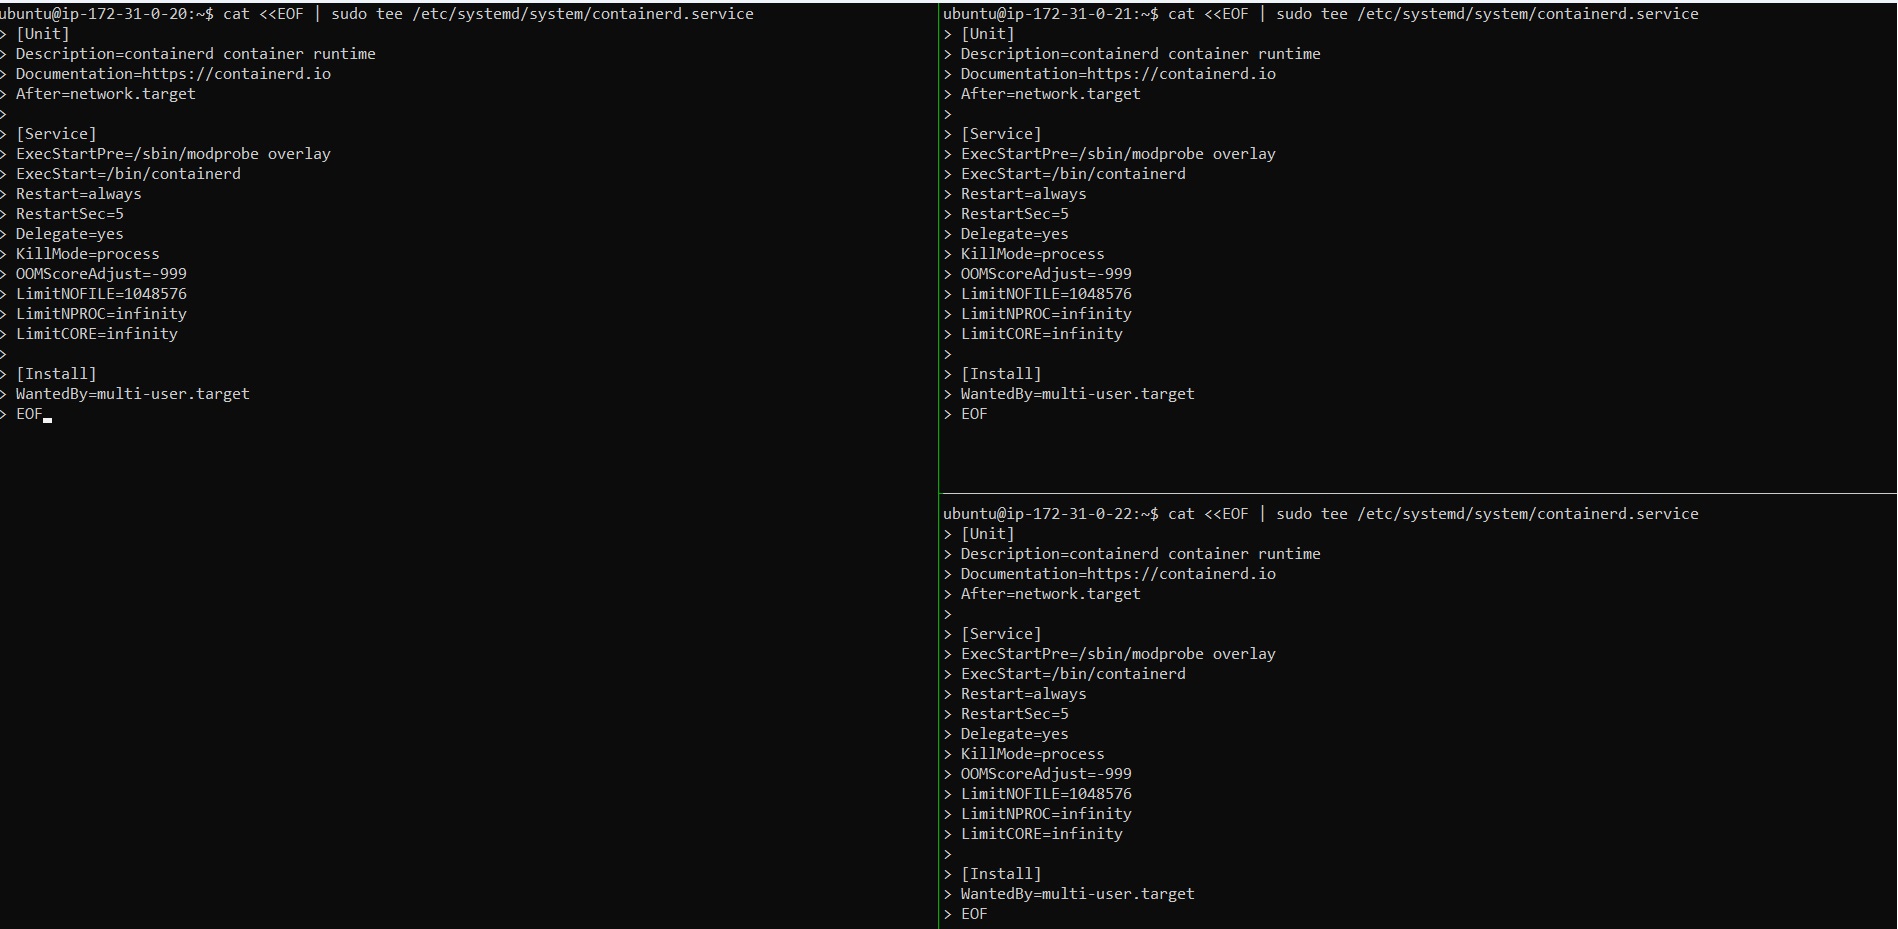 ubuntu@ip-172-31-0-20:~$ cat <<EOF | sudo tee /etc/systemd/system/containerd.service
> [Unit]
> Description=containerd container runtime
> Documentation=https://containerd.io
> After=network.target
>
> [Service]
> ExecStartPre=/sbin/modprobe overlay
> ExecStart=/bin/containerd
> Restart=always
> RestartSec=5
> Delegate=yes
> KillMode=process
> OOMScoreAdjust=-999
> LimitNOFILE=1048576
> LimitNPROC=infinity
> LimitCORE=infinity
>
> [Install]
> WantedBy=multi-user.target
> EOF
ubuntu@ip-172-31-0-21:~$ cat <<EOF | sudo tee /etc/systemd/system/containerd.service
> [Unit]
> Description=containerd container runtime
> Documentation=https://containerd.io
> After=network.target
>
> [Service]
> ExecStartPre=/sbin/modprobe overlay
> ExecStart=/bin/containerd
> Restart=always
> RestartSec=5
> Delegate=yes
> KillMode=process
> OOMScoreAdjust=-999
> LimitNOFILE=1048576
> LimitNPROC=infinity
> LimitCORE=infinity
>
> [Install]
> WantedBy=multi-user.target
> EOF
ubuntu@ip-172-31-0-22:~$ cat <<EOF | sudo tee /etc/systemd/system/containerd.service
> [Unit]
> Description=containerd container runtime
> Documentation=https://containerd.io
> After=network.target
>
> [Service]
> ExecStartPre=/sbin/modprobe overlay
> ExecStart=/bin/containerd
> Restart=always
> RestartSec=5
> Delegate=yes
> KillMode=process
> OOMScoreAdjust=-999
> LimitNOFILE=1048576
> LimitNPROC=infinity
> LimitCORE=infinity
>
> [Install]
> WantedBy=multi-user.target
> EOF